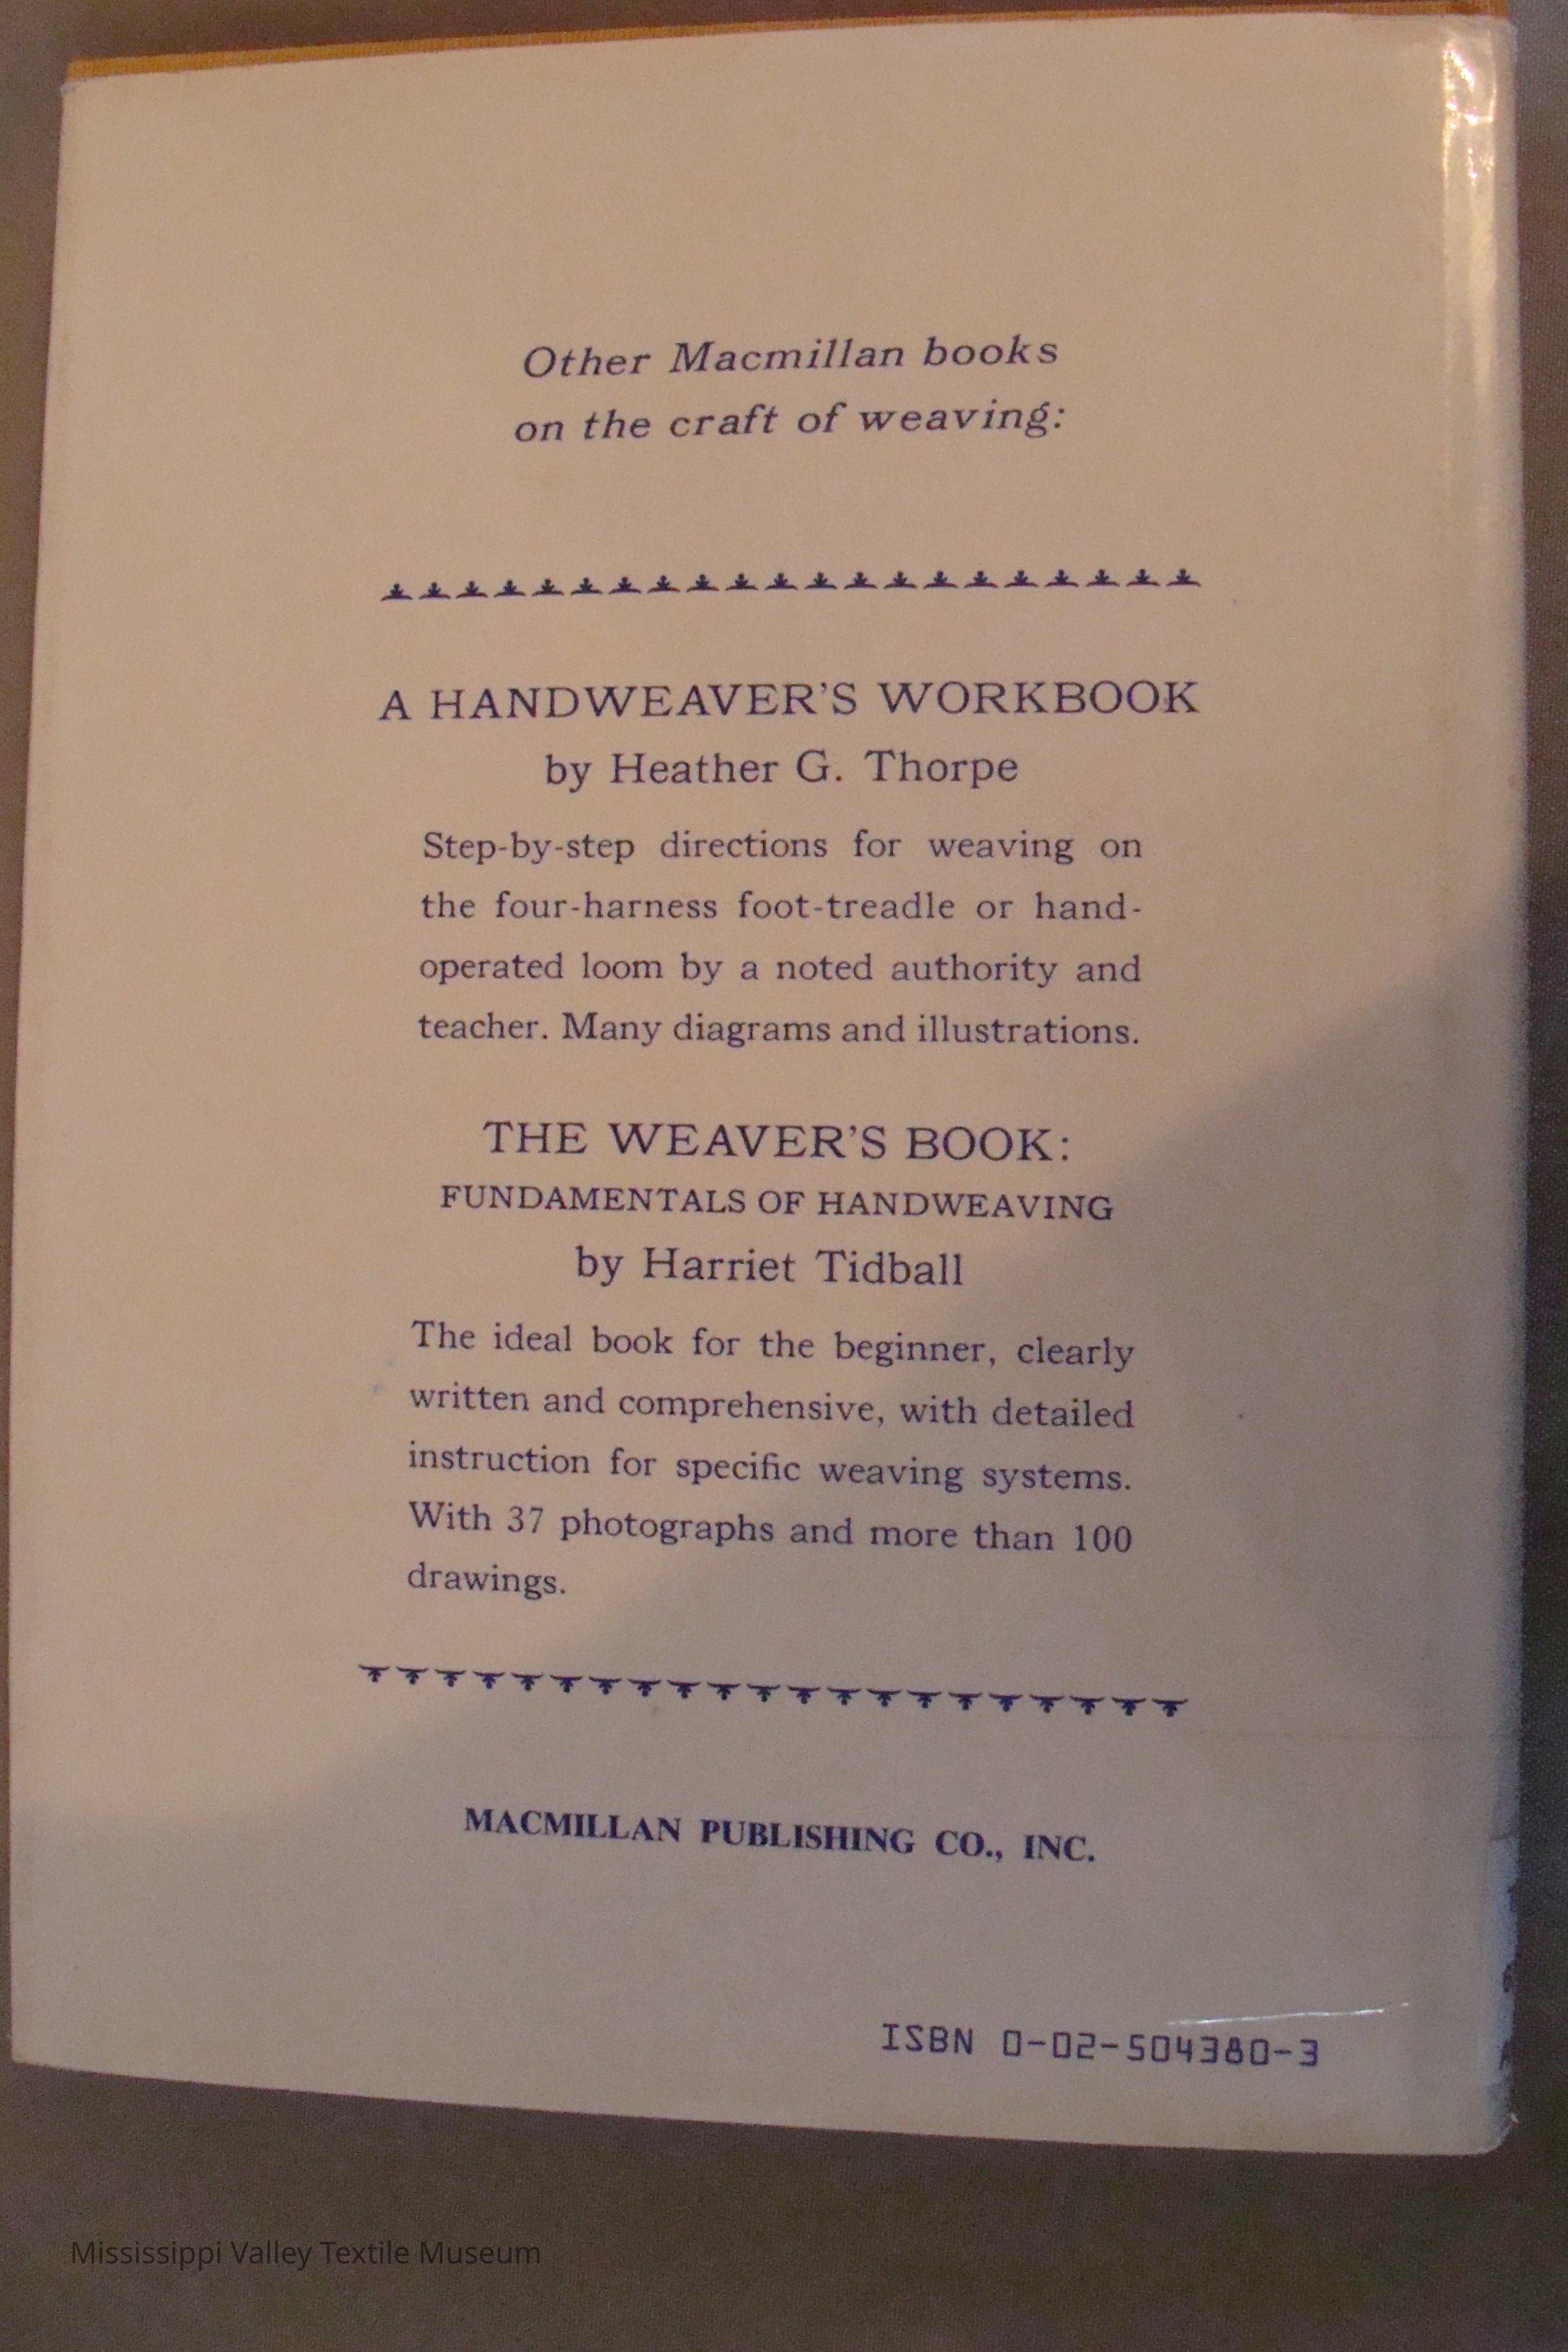 Other Macmillan books
on the craft of weaving:
A HANDWEAVER'S WORKBOOK
by Heather G. Thorpe
Step-by-step directions for weaving on
the four-harness foot-treadle or hand-
operated loom by a noted authority and
teacher. Many diagrams and illustrations.
THE WEAVER'S BOOK:
FUNDAMENTALS OF HANDWEAVING
by Harriet Tidball
The ideal book for the beginner, clearly
written and comprehensive, with detailed
instruction for specific weaving systems.
With 37 photographs and more than 100
drawings.
MACMILLAN PUBLISHING CO., INC.
ISBN 0-02-504380-3
Mississippi Valley Textile Museum